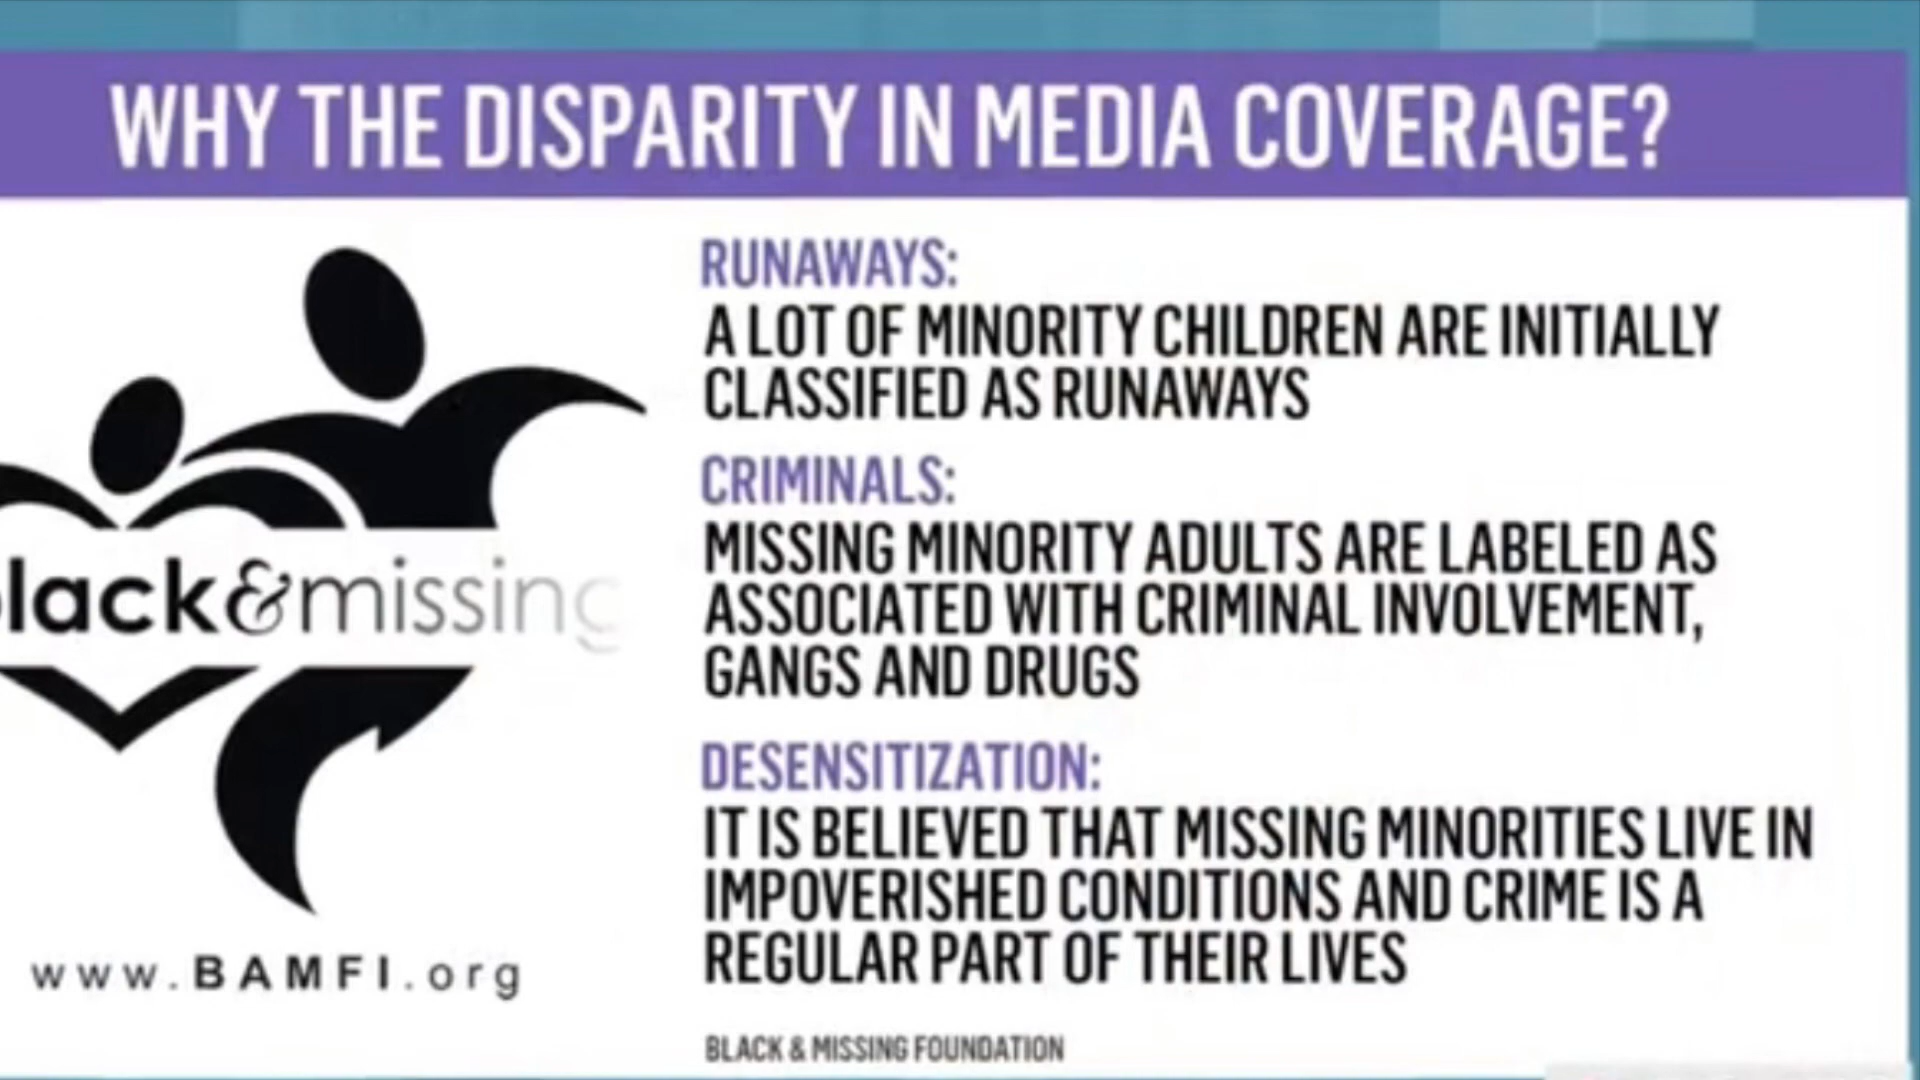 WHY THE DISPARITY IN MEDIA COVERAGE?
RUNAWAYS:
A LOT OF MINORITY CHILDREN ARE INITIALLY
CLASSIFIED AS RUNAWAYS
CRIMINALS:
MISSING MINORITY ADULTS ARE LABELED AS
ASSOCIATED WITH CRIMINAL INVOLVEMENT,
GANGS AND DRUGS
DESENSITIZATION:
IT IS BELIEVED THAT MISSING MINORITIES LIVE IN
IMPOVERISHED CONDITIONS AND CRIME IS A
REGULAR PART OF THEIR LIVES
BLACK & MISSING FOUNDATION
lack&missing
www.BAMFI.org